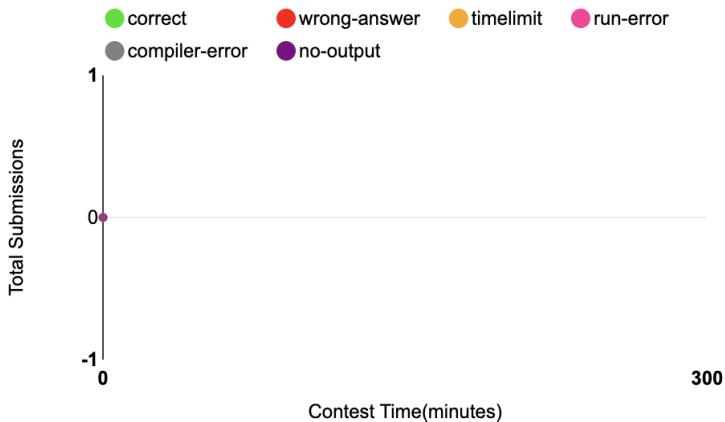 correct wrong-answer timelimit run-error
compiler-error no-output
1
Total Submissions
0
-1
0 300
Contest Time(minutes)